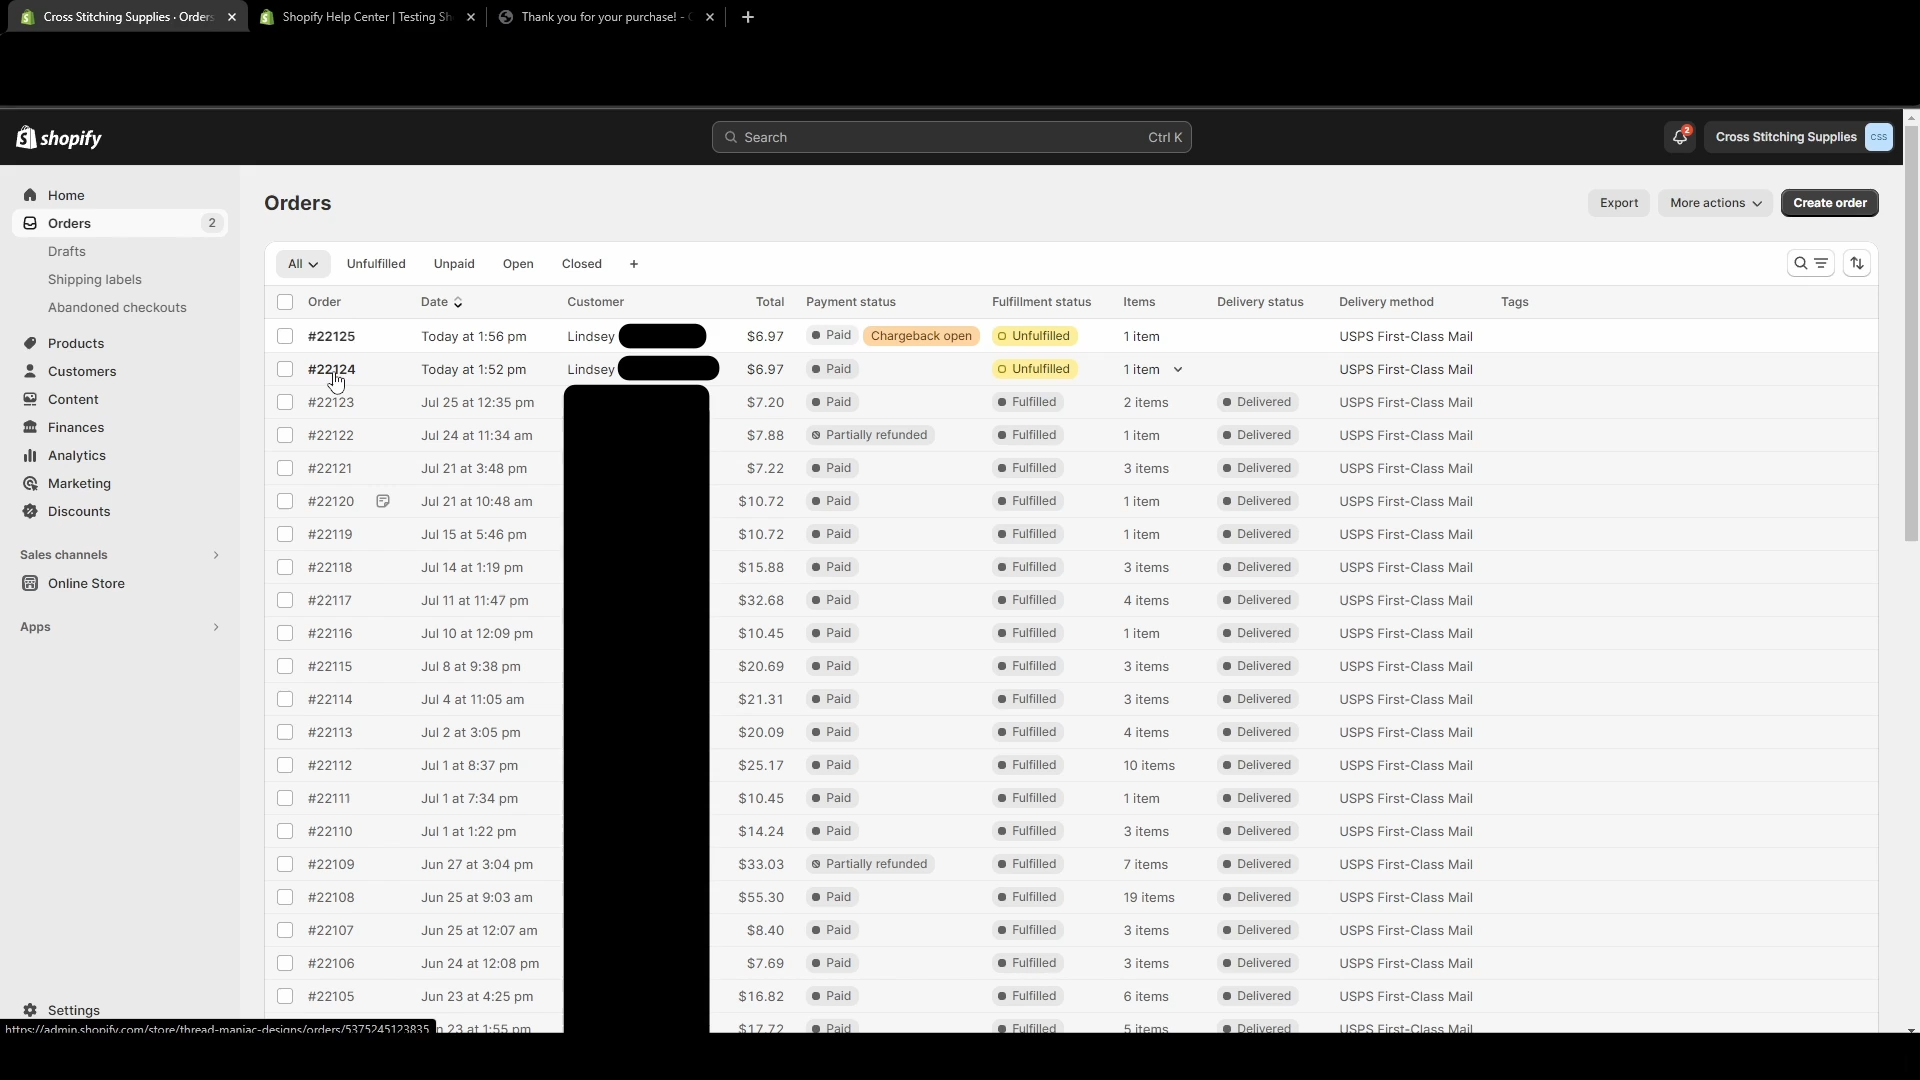 Cross Stitching Supplies · Orders
Shopify Help Center | Testing Sh
Thank you for your purchase! -
shopify
Search
Ctrl K
2
Cross Stitching Supplies
CSS
Home
Orders
2
Drafts
Shipping labels
Abandoned checkouts
Products
Customers
Content
Finances
Analytics
Marketing
Discounts
Sales channels
Online Store
Apps
Settings
https://admin.shopify.com/store/thread-maniac-designs/orders/5375245123835
Orders
Export
More actions
Create order
All Unfulfilled Unpaid Open Closed +
Order Date Customer Total Payment status Fulfillment status Items Delivery status Delivery method Tags
#22125 Today at 1:56 pm Lindsey $6.97 Paid Chargeback open Unfulfilled 1 item USPS First-Class Mail
#22124 Today at 1:52 pm Lindsey $6.97 Paid Unfulfilled 1 item USPS First-Class Mail
#22123 Jul 25 at 12:35 pm $7.20 Paid Fulfilled 2 items Delivered USPS First-Class Mail
#22122 Jul 24 at 11:34 am $7.88 Partially refunded Fulfilled 1 item Delivered USPS First-Class Mail
#22121 Jul 21 at 3:48 pm $7.22 Paid Fulfilled 3 items Delivered USPS First-Class Mail
#22120 Jul 21 at 10:48 am $10.72 Paid Fulfilled 1 item Delivered USPS First-Class Mail
#22119 Jul 15 at 5:46 pm $10.72 Paid Fulfilled 1 item Delivered USPS First-Class Mail
#22118 Jul 14 at 1:19 pm $15.88 Paid Fulfilled 3 items Delivered USPS First-Class Mail
#22117 Jul 11 at 11:47 pm $32.68 Paid Fulfilled 4 items Delivered USPS First-Class Mail
#22116 Jul 10 at 12:09 pm $10.45 Paid Fulfilled 1 item Delivered USPS First-Class Mail
#22115 Jul 8 at 9:38 pm $20.69 Paid Fulfilled 3 items Delivered USPS First-Class Mail
#22114 Jul 4 at 11:05 am $21.31 Paid Fulfilled 3 items Delivered USPS First-Class Mail
#22113 Jul 2 at 3:05 pm $20.09 Paid Fulfilled 4 items Delivered USPS First-Class Mail
#22112 Jul 1 at 8:37 pm $25.17 Paid Fulfilled 10 items Delivered USPS First-Class Mail
#22111 Jul 1 at 7:34 pm $10.45 Paid Fulfilled 1 item Delivered USPS First-Class Mail
#22110 Jul 1 at 1:22 pm $14.24 Paid Fulfilled 3 items Delivered USPS First-Class Mail
#22109 Jun 27 at 3:04 pm $33.03 Partially refunded Fulfilled 7 items Delivered USPS First-Class Mail
#22108 Jun 25 at 9:03 am $55.30 Paid Fulfilled 19 items Delivered USPS First-Class Mail
#22107 Jun 25 at 12:07 am $8.40 Paid Fulfilled 3 items Delivered USPS First-Class Mail
#22106 Jun 24 at 12:08 pm $7.69 Paid Fulfilled 3 items Delivered USPS First-Class Mail
#22105 Jun 23 at 4:25 pm $16.82 Paid Fulfilled 6 items Delivered USPS First-Class Mail
n 23 at 1:55 pm $17.72 Paid Fulfilled 5 items Delivered USPS First-Class Mail